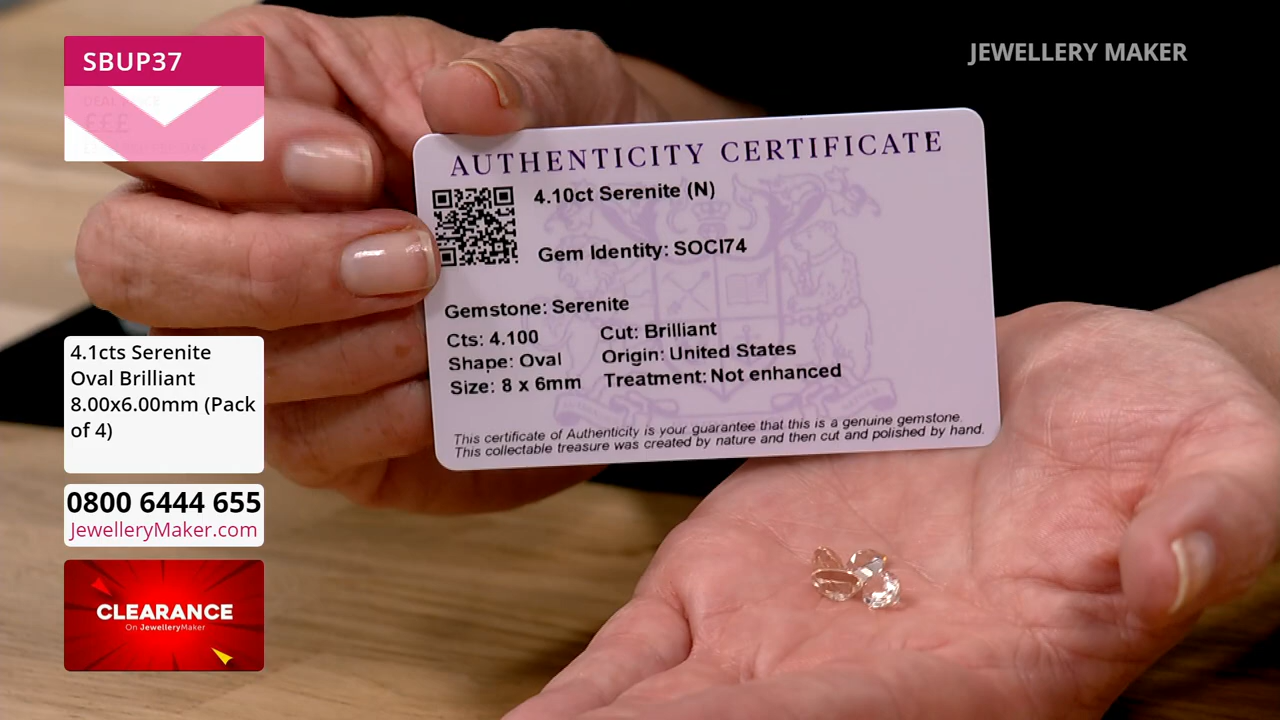 SBUP37
JEWELLERY MAKER
£££
AUTHENTICITY CERTIFICATE
4.10ct Serenite (N)
Gem Identity: SOCI74
Gemstone: Serenite
Cts: 4.100 Cut: Brilliant
Shape: Oval Origin: United States
Size: 8 x 6mm Treatment: Not enhanced
This certificate of Authenticity is your guarantee that this is a genuine gemstone.
This collectable treasure was created by nature and then cut and polished by hand.
4.1cts Serenite
Oval Brilliant
8.00x6.00mm (Pack
of 4)
0800 6444 655
JewelleryMaker.com
CLEARANCE
On JewelleryMaker